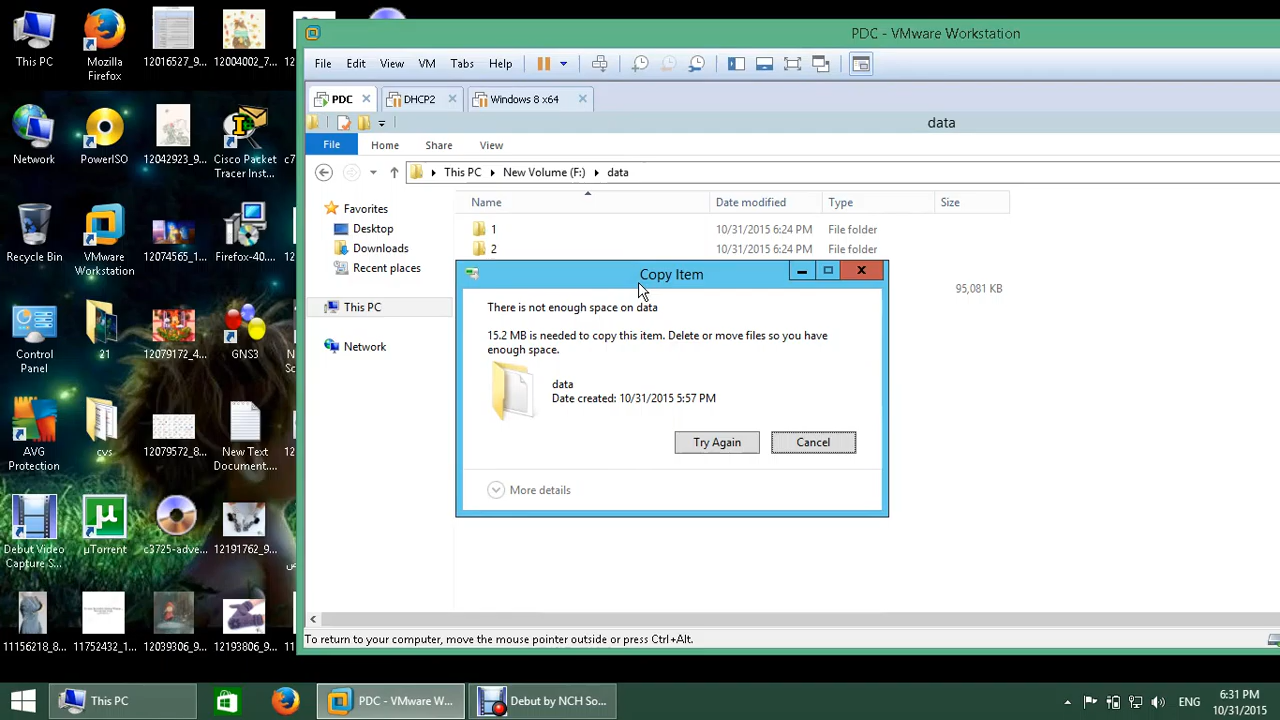 This PC
Mozilla
Firefox
12016527_9...
12004002_7...
12
Network
PowerISO
12042923_9...
Cisco Packet
Tracer Inst...
c7
Recycle Bin
VMware
Workstation
12074565_1...
Firefox-40....
Control
Panel
21
12079172_4...
GNS3
N
Sc
AVG
Protection
cvs
12079572_8...
New Text
Document....
Debut Video
Capture S...
µTorrent
c3725-adve...
12191762_9...
11156218_8...
11752432_1...
12039306_9...
12193806_9...
11
PDC - VMware Workstation
File Edit View VM Tabs Help
PDC DHCP2 Windows 8 x64
data
File Home Share View
This PC New Volume (F:) data
Name Date modified Type Size
Favorites
Desktop
Downloads
Recent places
This PC
Network
1 10/31/2015 6:24 PM File folder
2 10/31/2015 6:24 PM File folder
95,081 KB
Copy Item
There is not enough space on data
15.2 MB is needed to copy this item. Delete or move files so you have
enough space.
data
Date created: 10/31/2015 5:57 PM
Try Again Cancel
More details
To return to your computer, move the mouse pointer outside or press Ctrl+Alt.
This PC PDC - VMware W... Debut by NCH So... ENG 6:31 PM
10/31/2015